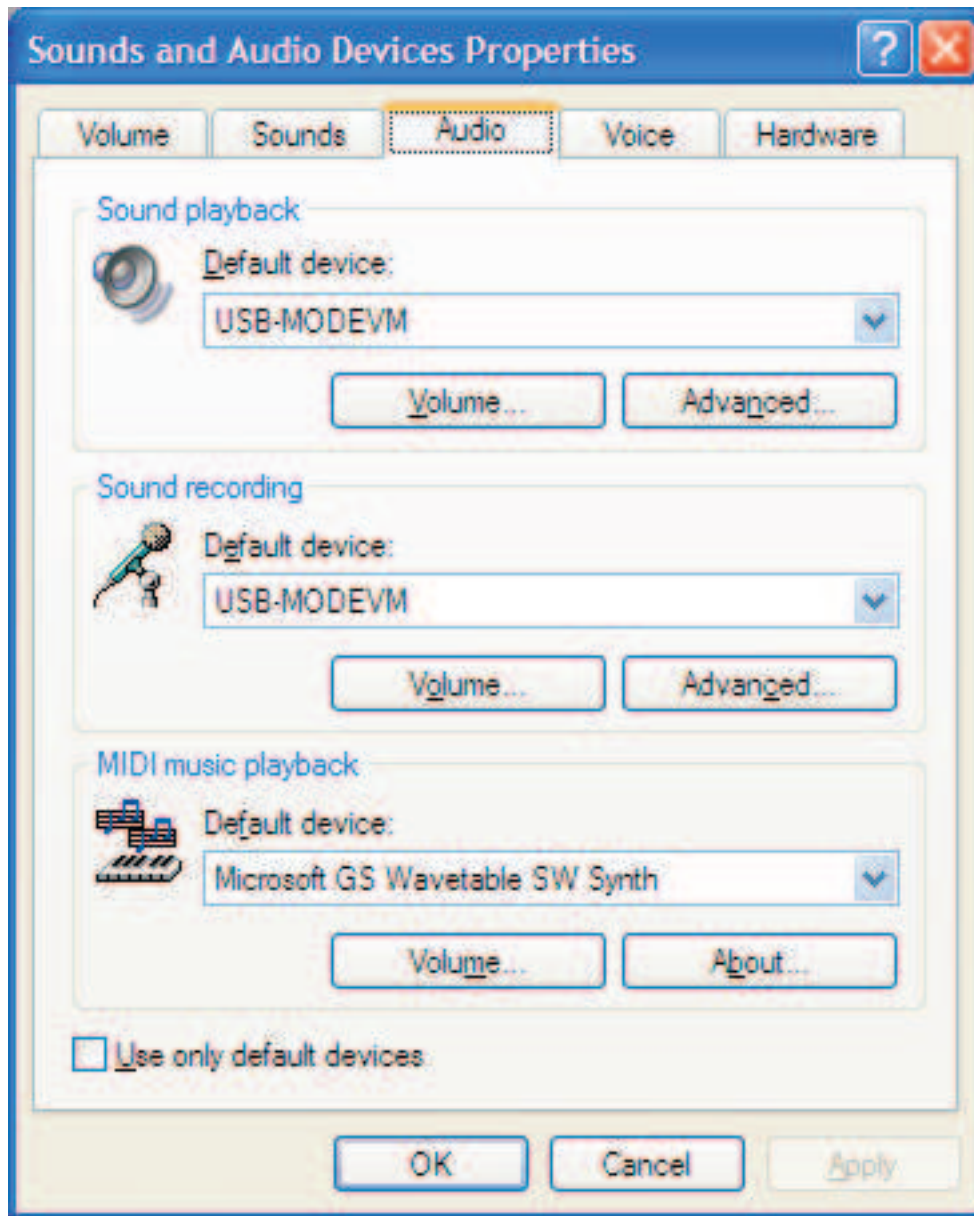 Sounds and Audio Devices Properties
?
Volume Sounds Audio Voice Hardware
Sound playback
Default device:
USB-MODEVM
Volume... Advanced...
Sound recording
Default device:
USB-MODEVM
Volume... Advanced...
MIDI music playback
Default device:
Microsoft GS Wavetable SW Synth
Volume... About...
Use only default devices
OK Cancel Apply